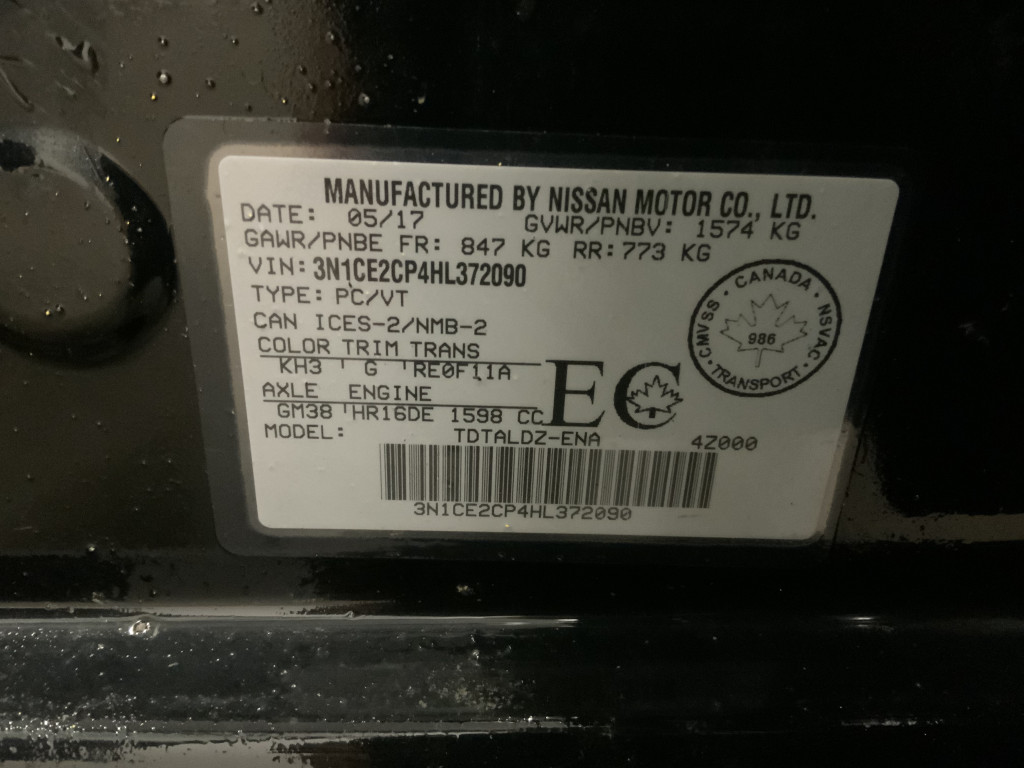 MANUFACTURED BY NISSAN MOTOR CO., LTD.
DATE: 05/17 GVWR/PNBV: 1574 KG
GAWR/PNBE FR: 847 KG RR: 773 KG
VIN: 3N1CE2CP4HL372090
TYPE: PC/VT
CAN ICES-2/NMB-2
COLOR TRIM TRANS
KH3 G RE0F11A
AXLE ENGINE
GM38 HR16DE 1598 CC
MODEL: TDTALDZ-ENA 4Z000
3N1CE2CP4HL372090
EC
CANADA · NSVAC · TRANSPORT · CMVSS ·
986